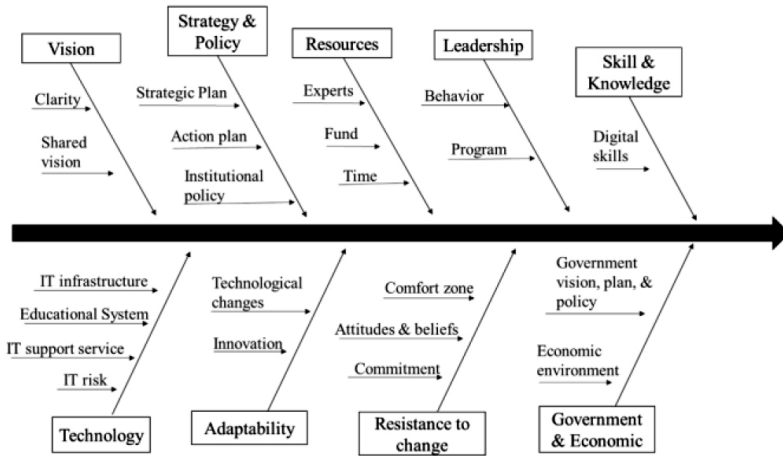 Vision
Strategy &
Policy
Resources
Leadership
Skill &
Knowledge
Clarity
Shared
vision
Strategic Plan
Action plan
Institutional
policy
Experts
Fund
Time
Behavior
Program
Digital
skills
IT infrastructure
Educational System
IT support service
IT risk
Technological
changes
Innovation
Comfort zone
Attitudes & beliefs
Commitment
Government
vision, plan, &
policy
Economic
environment
Technology
Adaptability
Resistance to
change
Government
& Economic